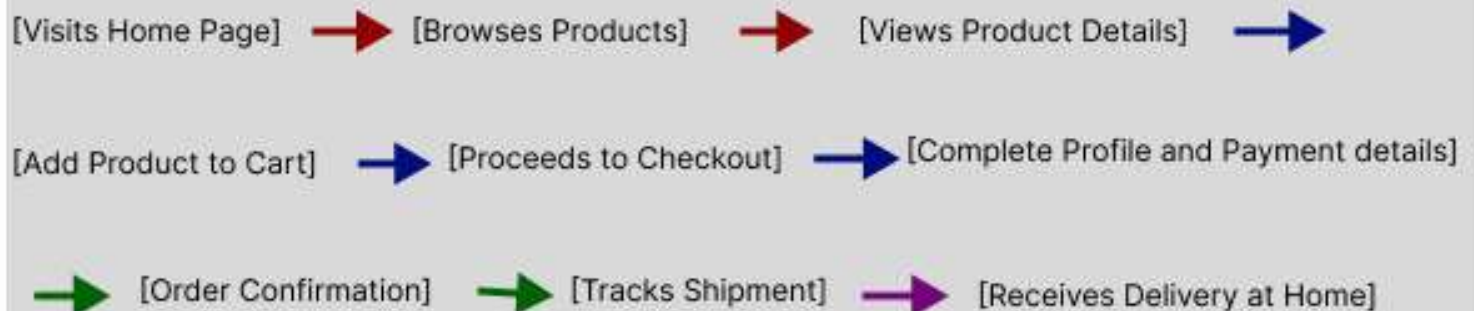 [Visits Home Page] [Browses Products] [Views Product Details]
[Add Product to Cart] [Proceeds to Checkout] [Complete Profile and Payment details]
[Order Confirmation] [Tracks Shipment] [Receives Delivery at Home]